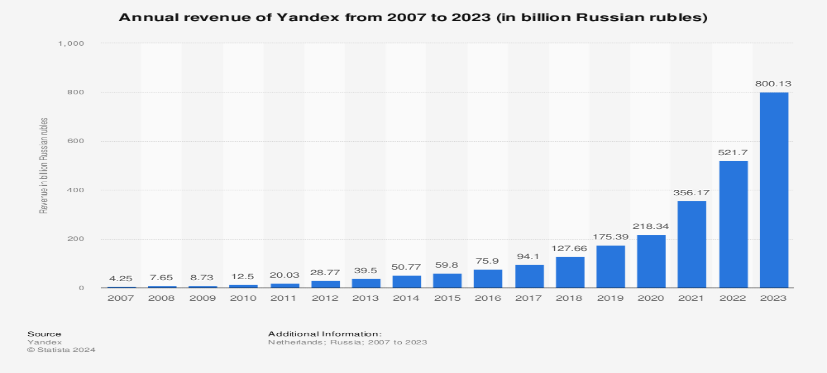 Annual revenue of Yandex from 2007 to 2023 (in billion Russian rubles)
Revenue in billion Russian rubles
1,000
800
600
400
200
0
4.25
7.65
8.73
12.5
20.03
28.77
39.5
50.77
59.8
75.9
94.1
127.66
175.39
218.34
356.17
521.7
800.13
2007 2008 2009 2010 2011 2012 2013 2014 2015 2016 2017 2018 2019 2020 2021 2022 2023
Source
Yandex
© Statista 2024
Additional Information:
Netherlands; Russia; 2007 to 2023